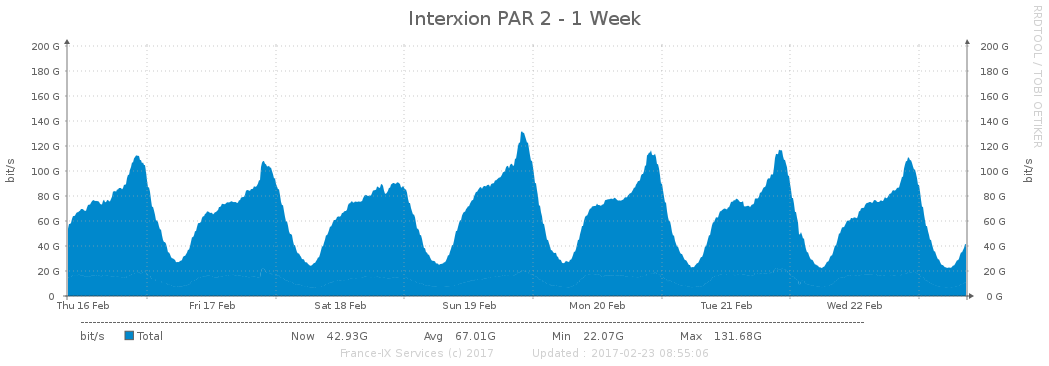 Interxion PAR 2 - 1 Week
RRDTOOL / TOBI OETIKER
bit/s
200 G 200 G
180 G 180 G
160 G 160 G
140 G 140 G
120 G 120 G
100 G 100 G
80 G 80 G
60 G 60 G
40 G 40 G
20 G 20 G
0 0 G
bit/s
Thu 16 Feb Fri 17 Feb Sat 18 Feb Sun 19 Feb Mon 20 Feb Tue 21 Feb Wed 22 Feb
bit/s Total Now 42.93G Avg 67.01G Min 22.07G Max 131.68G
France-IX Services (c) 2017 Updated : 2017-02-23 08:55:06